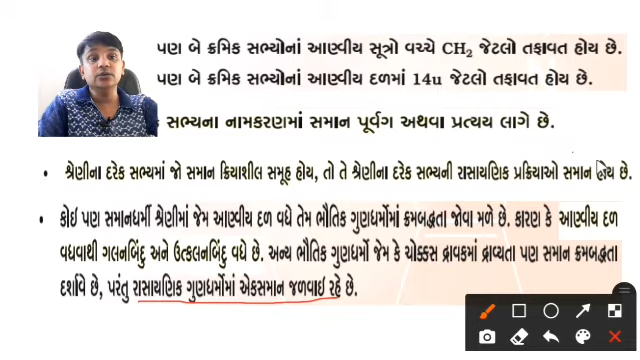 પણ બે ક્રમિક સભ્યોનાં આણ્વીય સૂત્રો વચ્ચે CH₂ જેટલો તફાવત હોય છે.
પણ બે ક્રમિક સભ્યોનાં આણ્વીય દળમાં 14u જેટલો તફાવત હોય છે.
સભ્યના નામકરણમાં સમાન પૂર્વગ અથવા પ્રત્યય લાગે છે.
• શ્રેણીના દરેક સભ્યમાં જો સમાન ક્રિયાશીલ સમૂહ હોય, તો તે શ્રેણીના દરેક સભ્યની રાસાયણિક પ્રક્રિયાઓ સમાન હોય છે.
• કોઇ પણ સમાનધર્મી શ્રેણીમાં જેમ આણ્વીય દળ વધે તેમ ભૌતિક ગુણધર્મોમાં ક્રમબદ્ધતા જોવા મળે છે. કારણ કે આણ્વીય દળ
વધવાથી ગલનબિંદુ અને ઉત્કલનબિંદુ વધે છે. અન્ય ભૌતિક ગુણધર્મો જેમ કે ચોક્ક્સ દ્રાવકમાં દ્રાવ્યતા પણ સમાન ક્રમબદ્ધતા
દર્શાવે છે, પરંતુ રાસાયણિક ગુણધર્મોમાં એકસમાન જળવાઇ રહે છે.